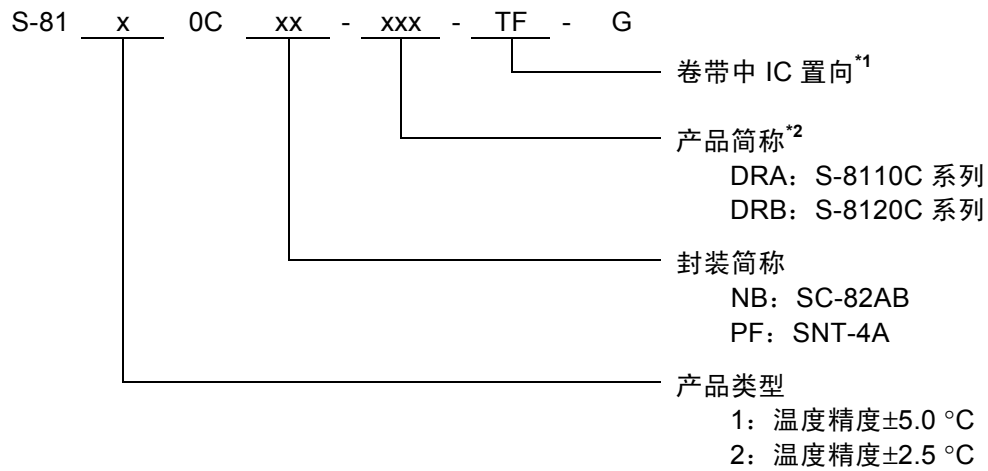 S-81 x 0C xx - xxx - TF - G
卷带中 IC 置向*1
产品简称*2
DRA：S-8110C 系列
DRB：S-8120C 系列
封装简称
NB：SC-82AB
PF：SNT-4A
产品类型
1：温度精度±5.0 °C
2：温度精度±2.5 °C